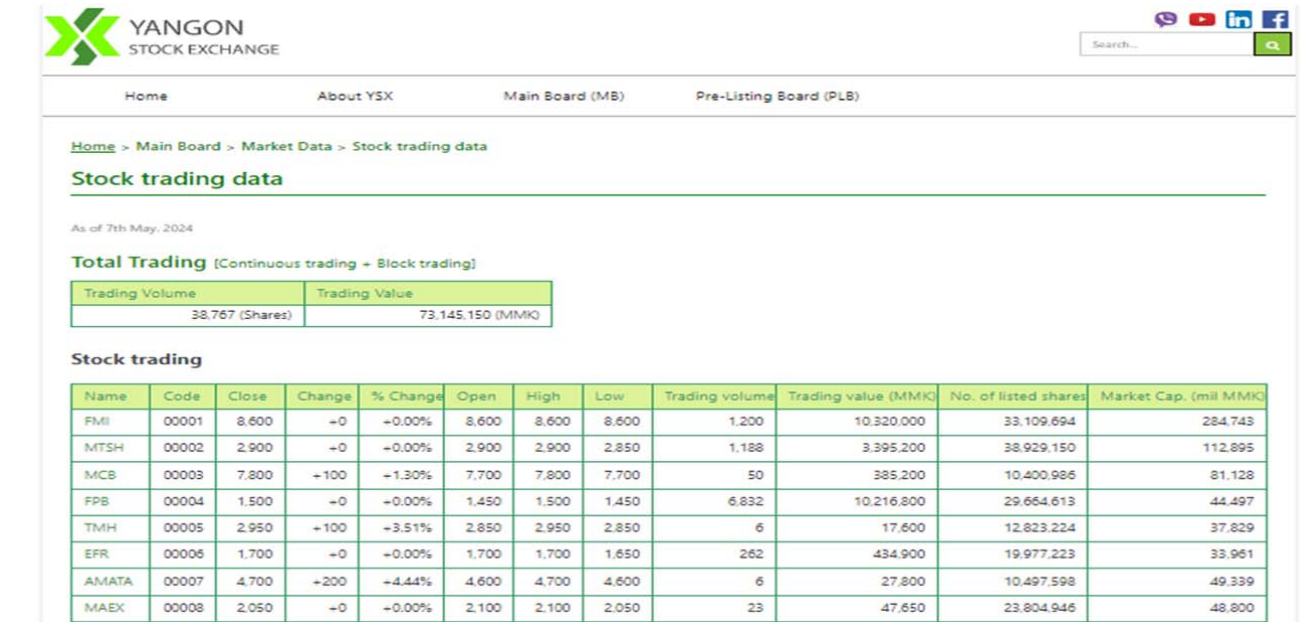 YANGON
STOCK EXCHANGE
Search...
Home About YSX Main Board (MB) Pre-Listing Board (PLB)
Home > Main Board > Market Data > Stock trading data
Stock trading data
As of 7th May, 2024
Total Trading [Continuous trading + Block trading]
Trading Volume Trading Value
38,767 (Shares) 73,145,150 (MMK)
Stock trading
Name Code Close Change % Change Open High Low Trading volume Trading value (MMK) No. of listed shares Market Cap. (mil MMK)
FMI 00001 8,600 +0 +0.00% 8,600 8,600 8,600 1,200 10,320,000 33,109,694 284,743
MTSH 00002 2,900 +0 +0.00% 2,900 2,900 2,850 1,188 3,395,200 38,929,150 112,895
MCB 00003 7,800 +100 +1.30% 7,700 7,800 7,700 50 385,200 10,400,986 81,128
FPB 00004 1,500 +0 +0.00% 1,450 1,500 1,450 6,832 10,216,800 29,664,613 44,497
TMH 00005 2,950 +100 +3.51% 2,850 2,950 2,850 6 17,600 12,823,224 37,829
EFR 00006 1,700 +0 +0.00% 1,700 1,700 1,650 262 434,900 19,977,223 33,961
AMATA 00007 4,700 +200 +4.44% 4,600 4,700 4,600 6 27,800 10,497,598 49,339
MAEX 00008 2,050 +0 +0.00% 2,100 2,100 2,050 23 47,650 23,804,946 48,800